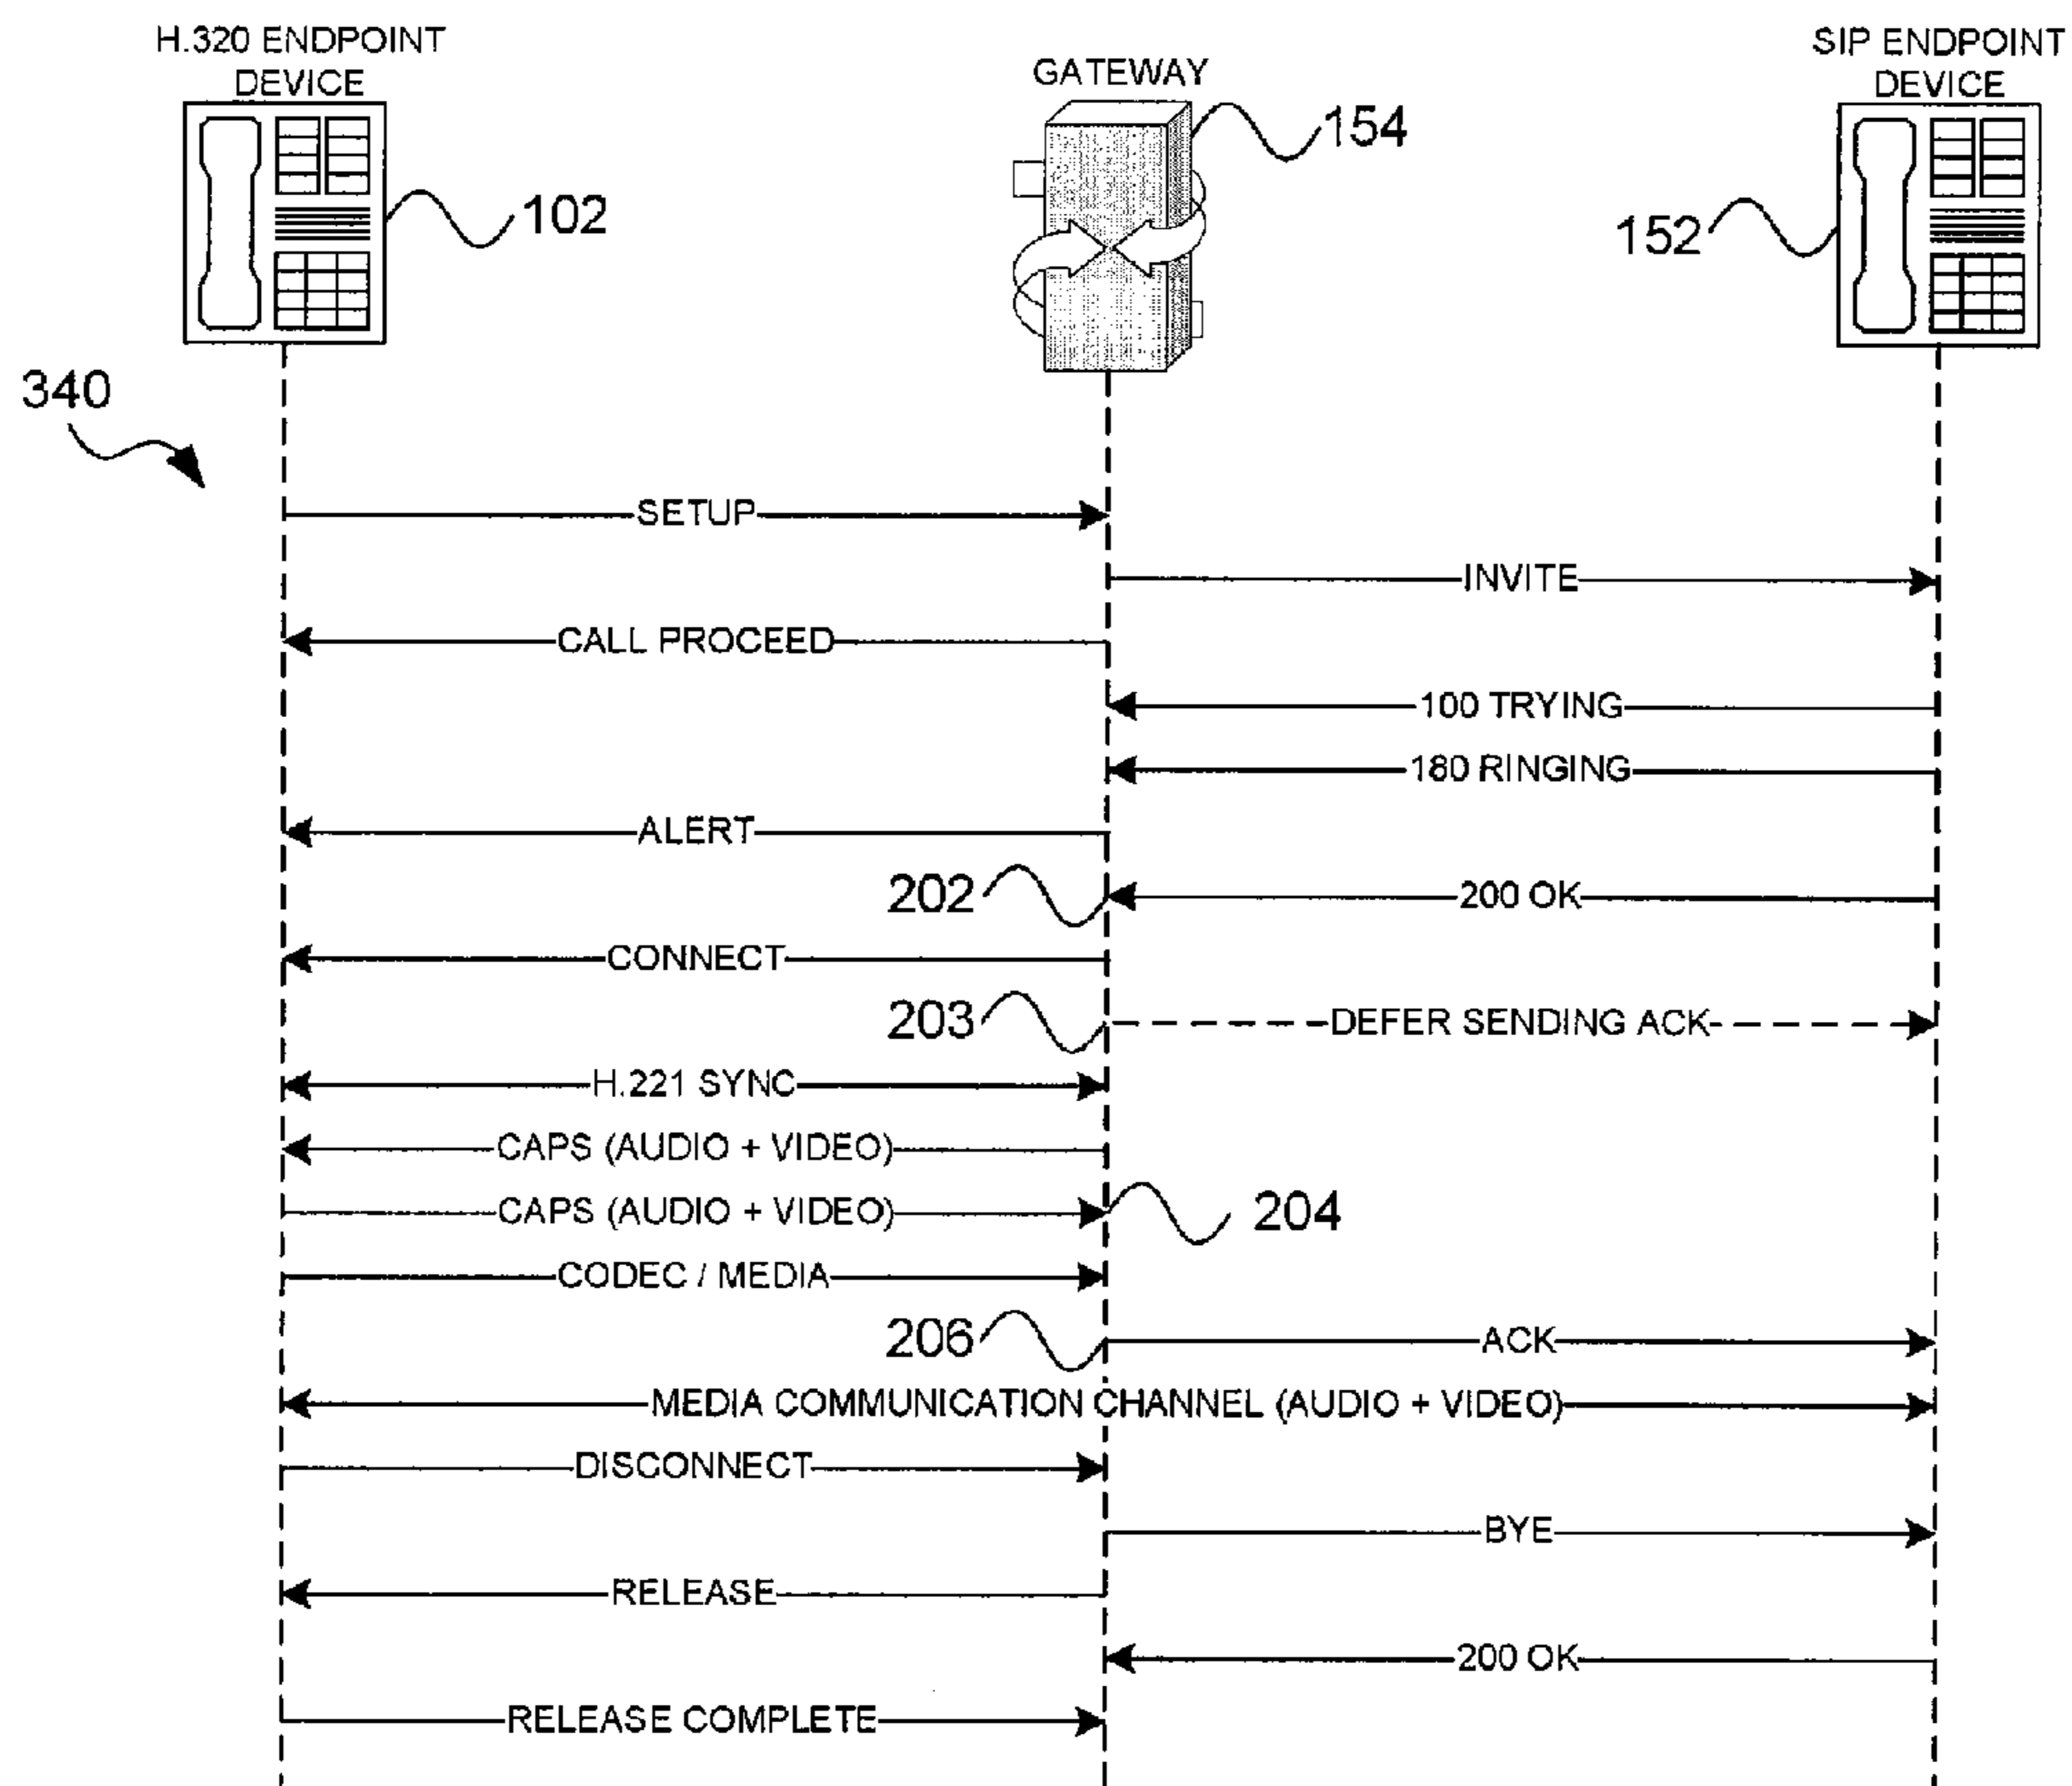 H.320 ENDPOINT
DEVICE
GATEWAY
SIP ENDPOINT
DEVICE
154
102
152
340
SETUP
INVITE
CALL PROCEED
100 TRYING
180 RINGING
ALERT
202
200 OK
CONNECT
203
DEFER SENDING ACK
H.221 SYNC
CAPS (AUDIO + VIDEO)
CAPS (AUDIO + VIDEO)
204
CODEC / MEDIA
206
ACK
MEDIA COMMUNICATION CHANNEL (AUDIO + VIDEO)
DISCONNECT
BYE
RELEASE
200 OK
RELEASE COMPLETE